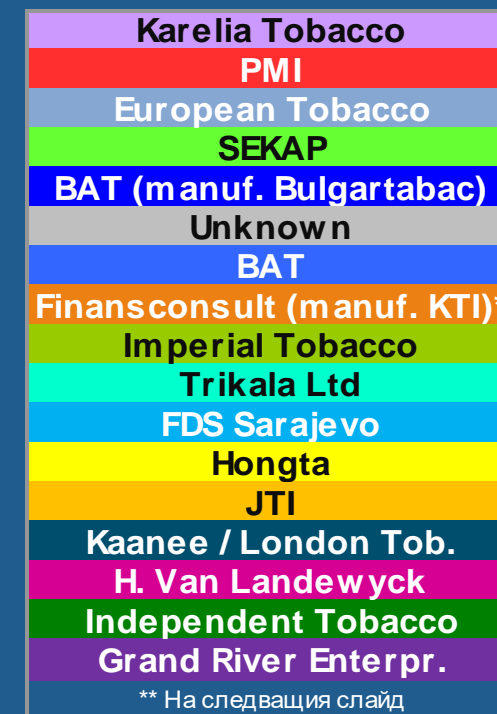 Karelia Tobacco
PMI
European Tobacco
SEKAP
BAT (manuf. Bulgartabac)
Unknown
BAT
Finansconsult (manuf. KTI)*
Imperial Tobacco
Trikala Ltd
FDS Sarajevo
Hongta
JTI
Kaanee / London Tob.
H. Van Landewyck
Independent Tobacco
Grand River Enterpr.
** На следващия слайд